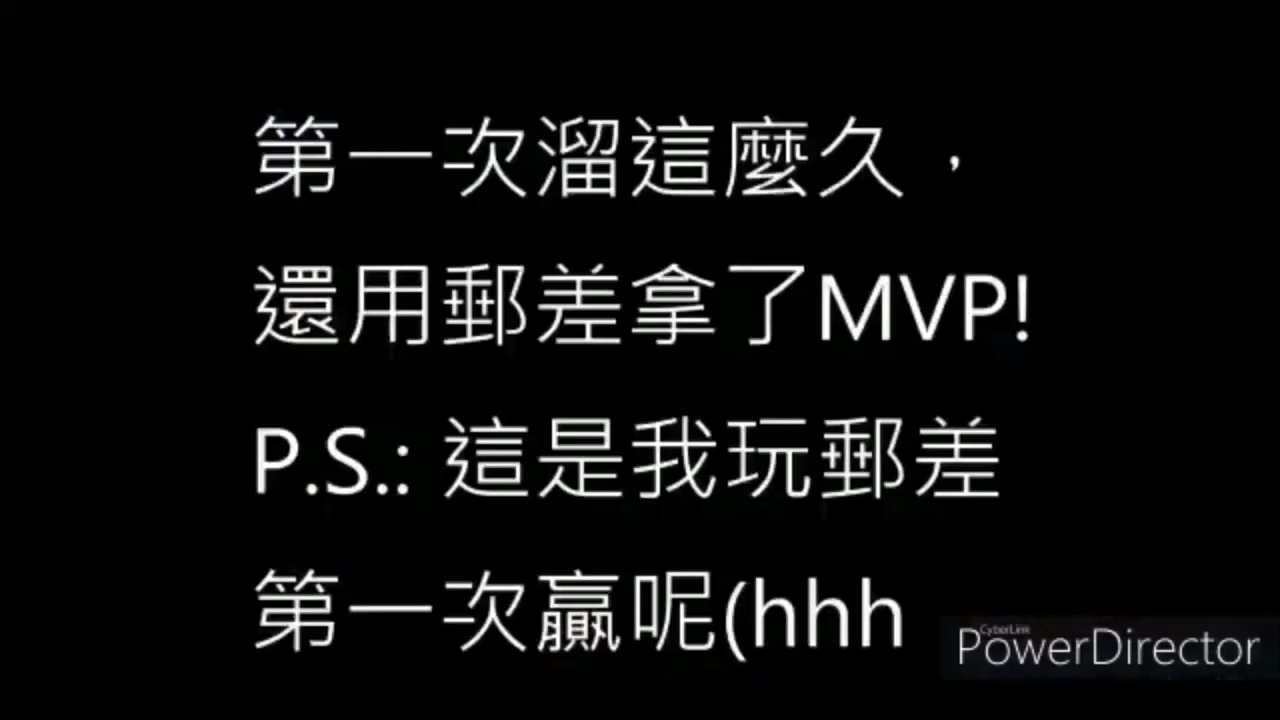 第一次溜這麼久，
還用郵差拿了MVP!
P.S.: 這是我玩郵差
第一次贏呢(hhh
CyberLink
PowerDirector